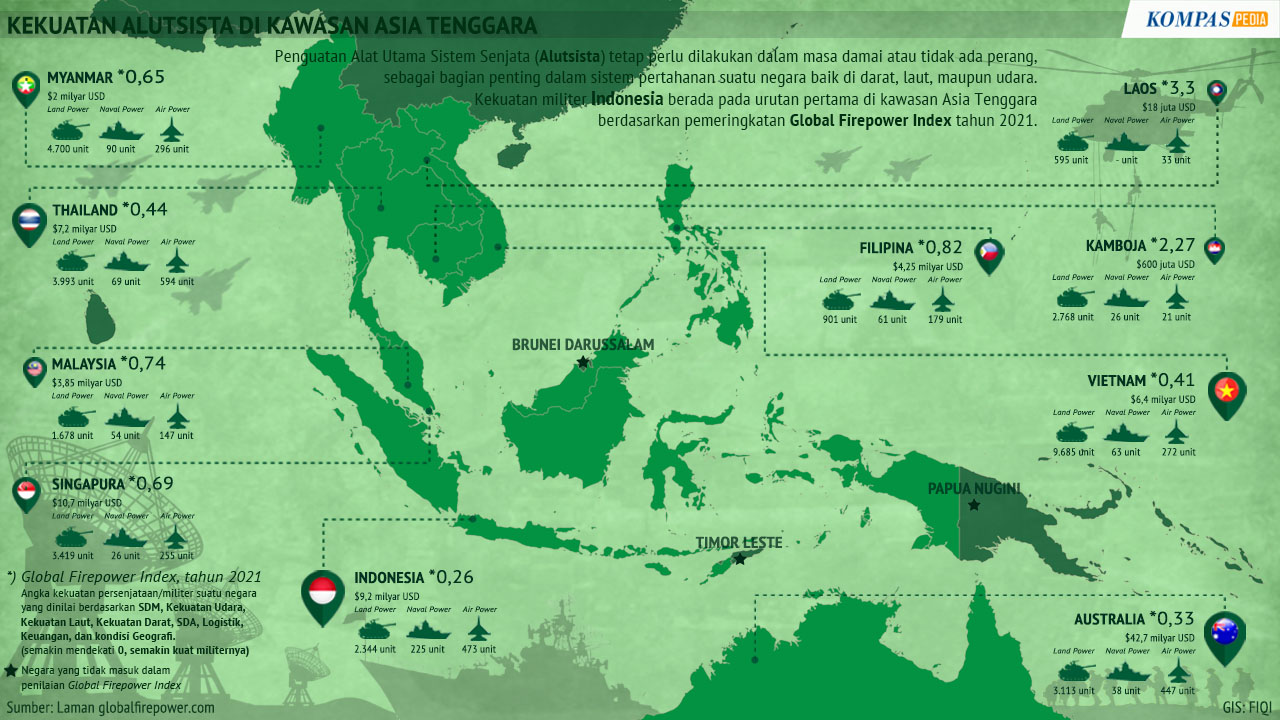 KEKUATAN ALUTSISTA DI KAWASAN ASIA TENGGARA
KOMPAS PEDIA
Penguatan Alat Utama Sistem Senjata (Alutsista) tetap perlu dilakukan dalam masa damai atau tidak ada perang,
sebagai bagian penting dalam sistem pertahanan suatu negara baik di darat, laut, maupun udara.
Kekuatan militer Indonesia berada pada urutan pertama di kawasan Asia Tenggara
berdasarkan pemeringkatan Global Firepower Index tahun 2021.
MYANMAR *0,65
$2 milyar USD
Land Power Naval Power Air Power
4.700 unit 90 unit 296 unit
LAOS *3,3
$18 juta USD
Land Power Naval Power Air Power
595 unit - unit 33 unit
THAILAND *0,44
$7,2 milyar USD
Land Power Naval Power Air Power
3.993 unit 69 unit 594 unit
FILIPINA *0,82
$4,25 milyar USD
Land Power Naval Power Air Power
901 unit 61 unit 179 unit
KAMBOJA *2,27
$600 juta USD
Land Power Naval Power Air Power
2.768 unit 26 unit 21 unit
BRUNEI DARUSSALAM
MALAYSIA *0,74
$3,85 milyar USD
Land Power Naval Power Air Power
1.678 unit 54 unit 147 unit
VIETNAM *0,41
$6,4 milyar USD
Land Power Naval Power Air Power
9.685 unit 63 unit 272 unit
SINGAPURA *0,69
$10,7 milyar USD
Land Power Naval Power Air Power
3.419 unit 26 unit 255 unit
PAPUA NUGINI
TIMOR LESTE
INDONESIA *0,26
$9,2 milyar USD
Land Power Naval Power Air Power
2.344 unit 225 unit 473 unit
AUSTRALIA *0,33
$42,7 milyar USD
Land Power Naval Power Air Power
3.113 unit 38 unit 447 unit
*) Global Firepower Index, tahun 2021
Angka kekuatan persenjataan/militer suatu negara
yang dinilai berdasarkan SDM, Kekuatan Udara,
Kekuatan Laut, Kekuatan Darat, SDA, Logistik,
Keuangan, dan kondisi Geografi.
(semakin mendekati 0, semakin kuat militernya)
Negara yang tidak masuk dalam
penilaian Global Firepower Index
Sumber: Laman globalfirepower.com
GIS: FIQI